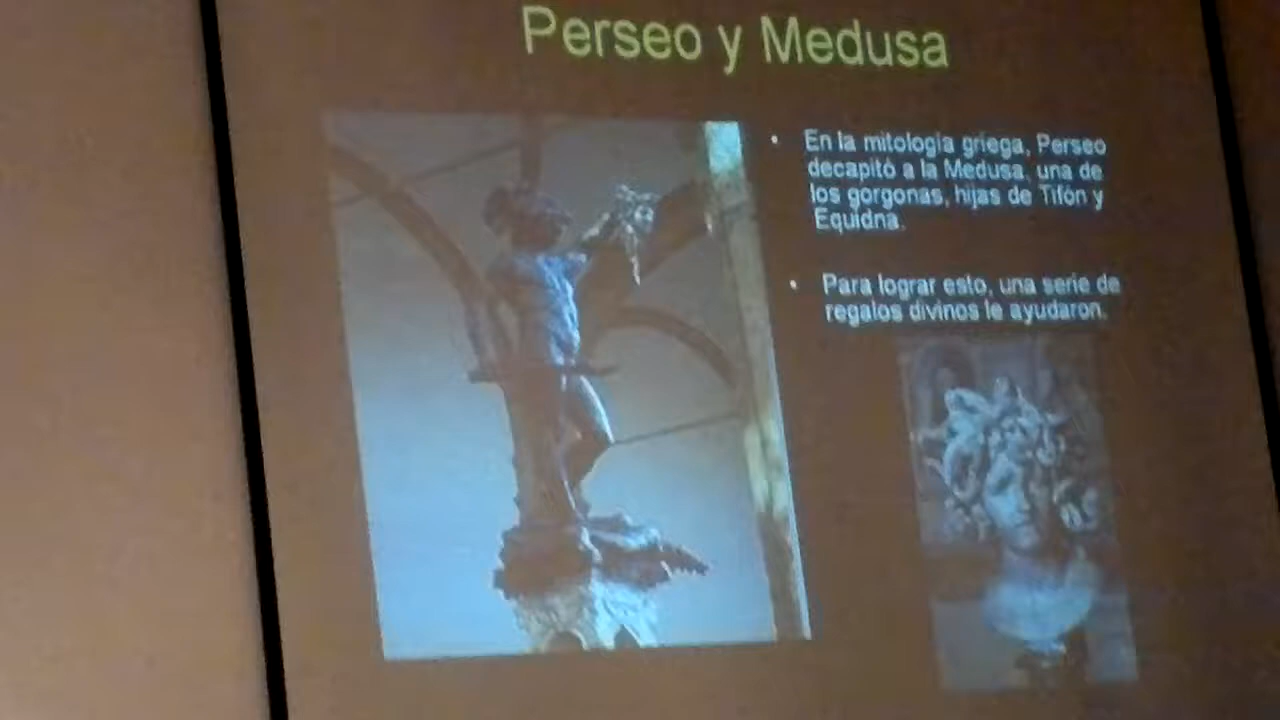 Perseo y Medusa
• En la mitología griega, Perseo
decapitó a la Medusa, una de
los gorgonas, hijas de Tifón y
Equidna.
• Para lograr esto, una serie de
regalos divinos le ayudaron.